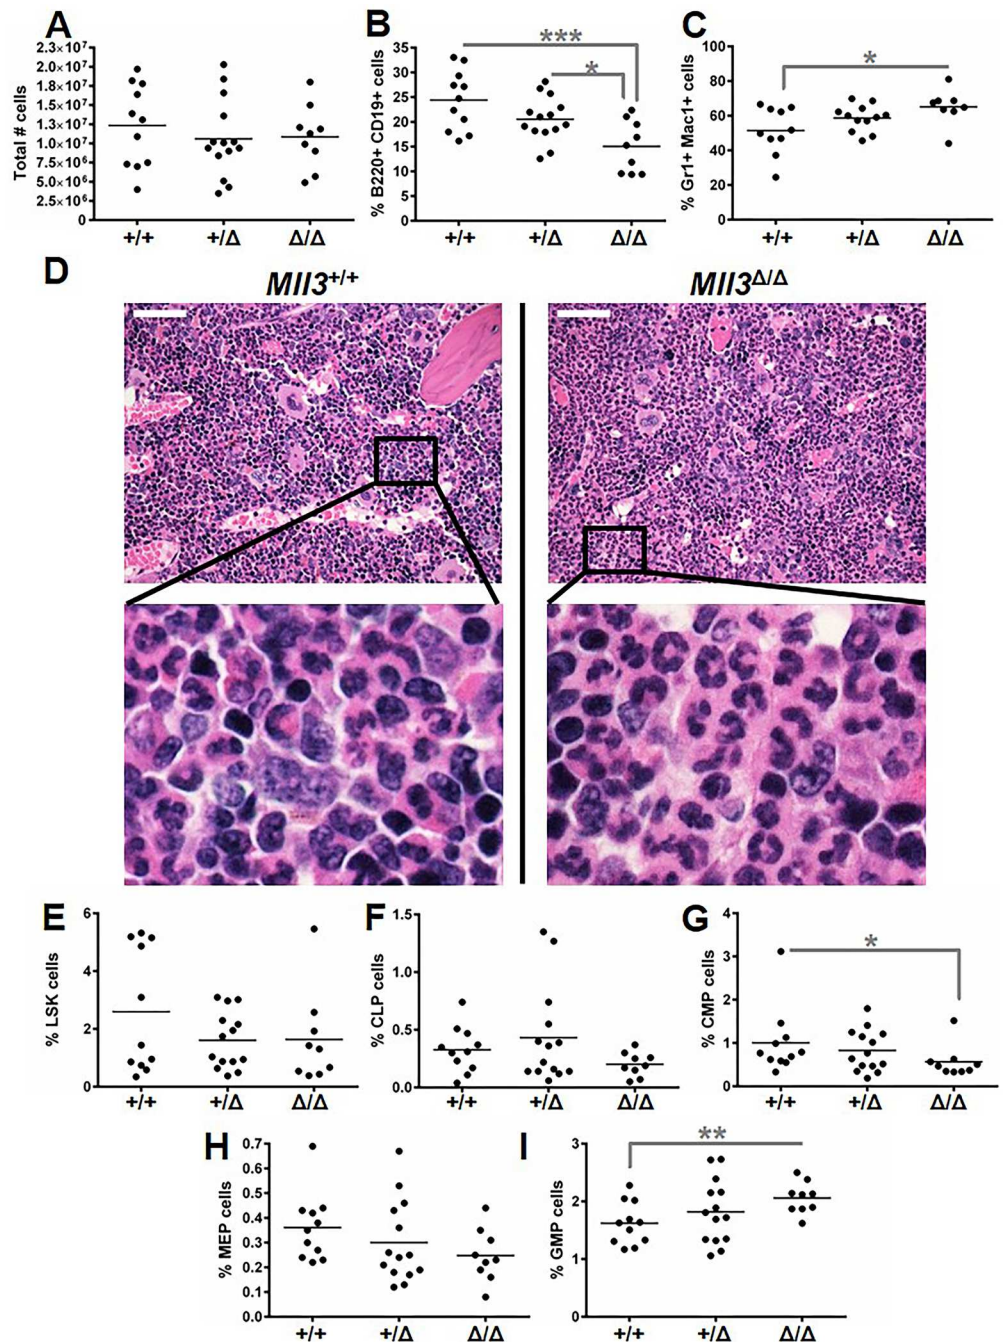 A
Total # cells
2.3×10⁷
2.0×10⁷
1.8×10⁷
1.5×10⁷
1.3×10⁷
1.0×10⁷
7.5×10⁶
5.0×10⁶
2.5×10⁶
+/+ +/Δ Δ/Δ
B
% B220+ CD19+ cells
35
30
25
20
15
10
5
0
***
*
+/+ +/Δ Δ/Δ
C
% Gr1+ Mac1+ cells
100
80
60
40
20
0
*
+/+ +/Δ Δ/Δ
D
Mll3+/+
Mll3Δ/Δ
E
% LSK cells
6
4
2
0
+/+ +/Δ Δ/Δ
F
% CLP cells
1.5
1.0
0.5
0.0
+/+ +/Δ Δ/Δ
G
% CMP cells
4
3
2
1
0
*
+/+ +/Δ Δ/Δ
H
% MEP cells
0.7
0.6
0.5
0.4
0.3
0.2
0.1
0.0
+/+ +/Δ Δ/Δ
I
% GMP cells
3
2
1
0
**
+/+ +/Δ Δ/Δ